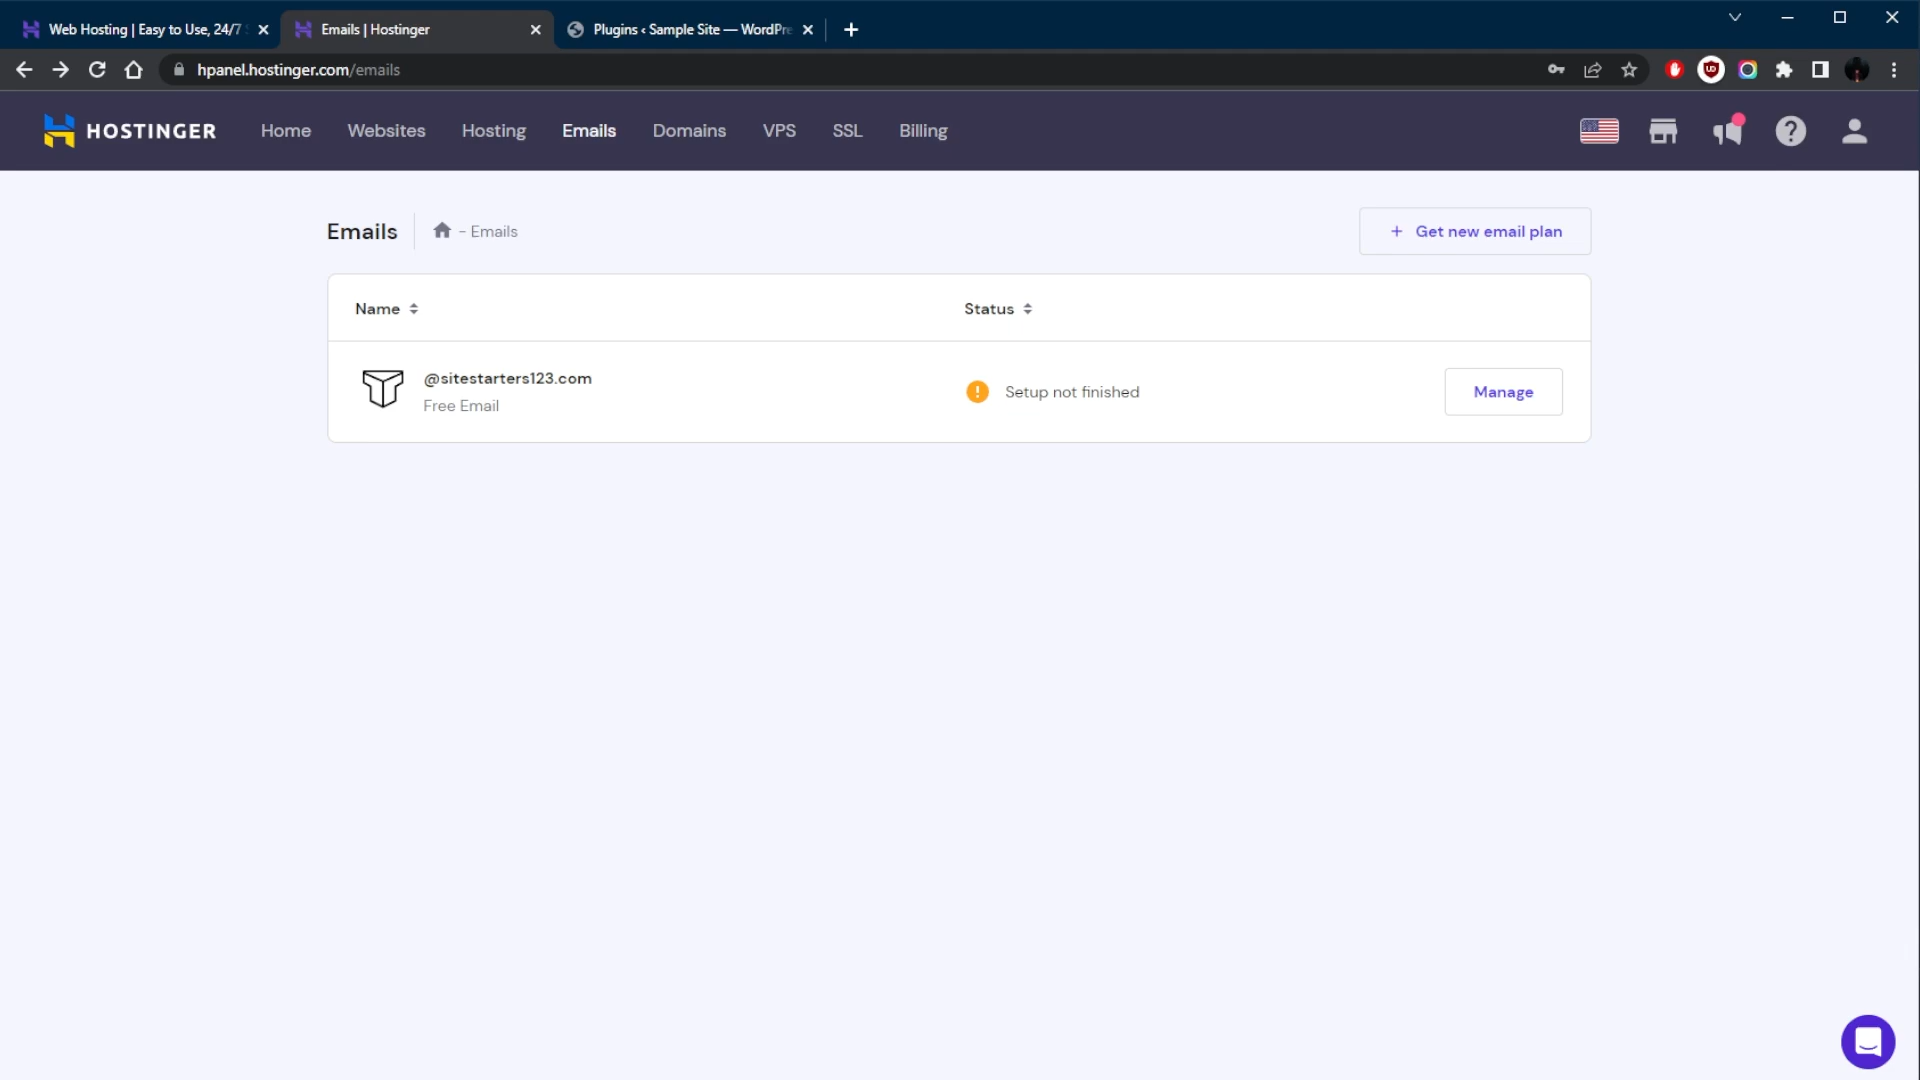 Web Hosting | Easy to Use, 24/7
Emails | Hostinger
Plugins ‹ Sample Site — WordPre
hpanel.hostinger.com/emails
HOSTINGER
Home
Websites
Hosting
Emails
Domains
VPS
SSL
Billing
Emails
- Emails
+ Get new email plan
Name
Status
@sitestarters123.com
Free Email
Setup not finished
Manage